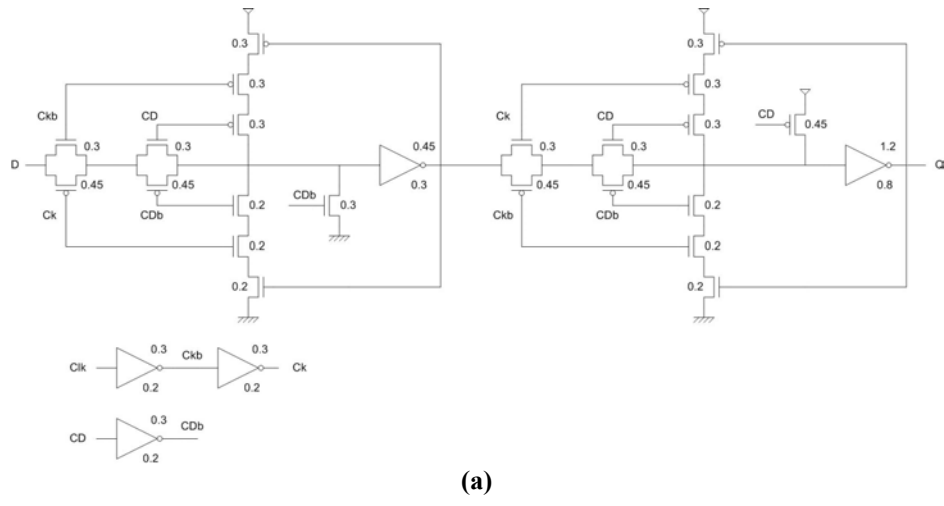 0.3 0.3
0.3 0.3
Ckb CD Ck CD CD
0.3 0.3 0.3 0.45 0.3 0.3 0.3 0.45 1.2
D Q
0.45 0.45 0.3 0.45 0.45 0.8
CDb CDb
Ck CDb 0.2 0.3 Ckb CDb 0.2
0.2 0.2
0.2 0.2
0.3 0.3
Clk Ckb Ck
0.2 0.2
0.3
CD CDb
0.2
(a)